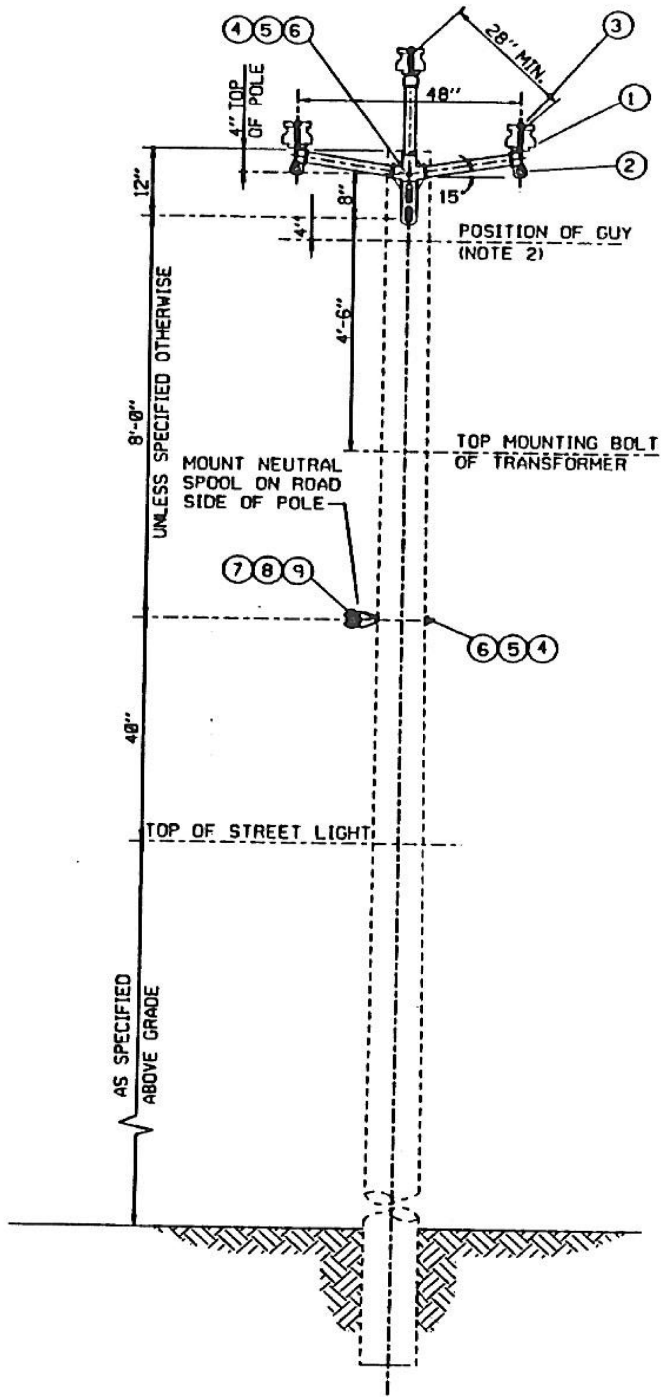 4 5 6
3
28" MIN.
48"
1
4" TOP
OF POLE
2
12"
8"
15°
4"
POSITION OF GUY
(NOTE 2)
4'-6"
8'-0"
UNLESS SPECIFIED OTHERWISE
TOP MOUNTING BOLT
OF TRANSFORMER
MOUNT NEUTRAL
SPOOL ON ROAD
SIDE OF POLE
7 8 9
6 5 4
40"
TOP OF STREET LIGHT
AS SPECIFIED
ABOVE GRADE